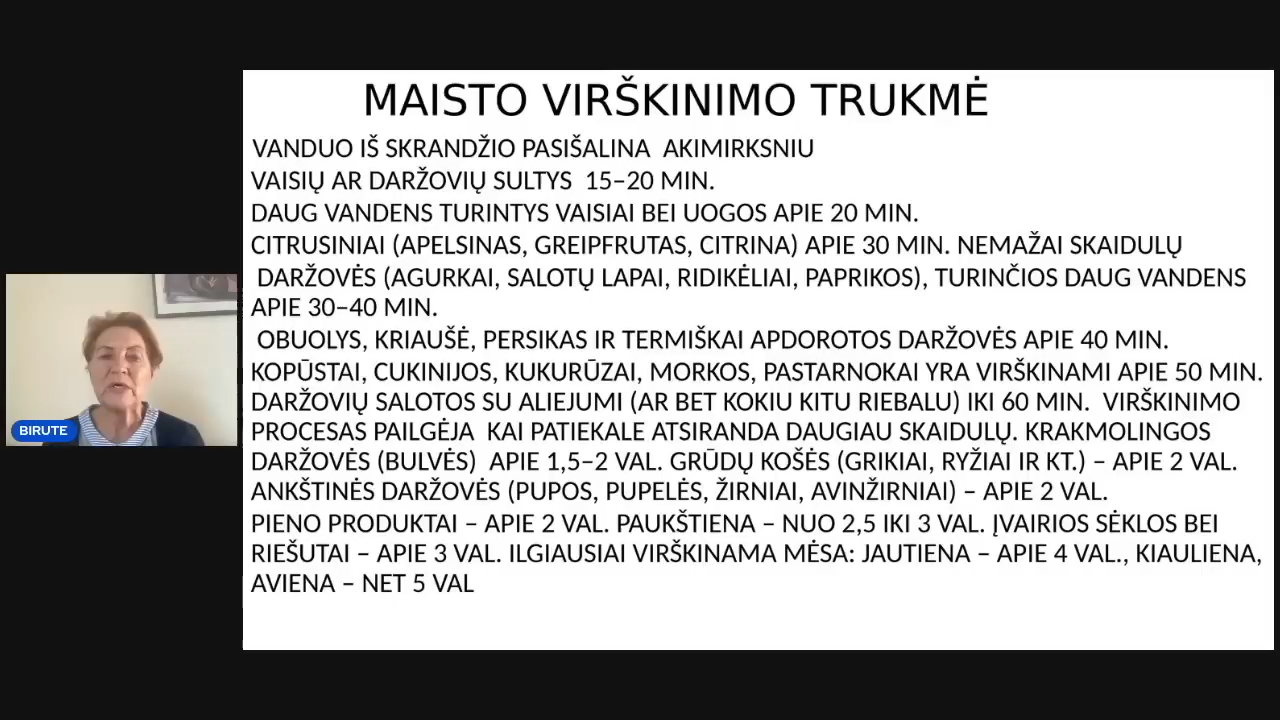 MAISTO VIRŠKINIMO TRUKMĖ
VANDUO IŠ SKRANDŽIO PASIŠALINA AKIMIRKSNIU
VAISIŲ AR DARŽOVIŲ SULTYS 15–20 MIN.
DAUG VANDENS TURINTYS VAISIAI BEI UOGOS APIE 20 MIN.
CITRUSINIAI (APELSINAS, GREIPFRUTAS, CITRINA) APIE 30 MIN. NEMAŽAI SKAIDULŲ
DARŽOVĖS (AGURKAI, SALOTŲ LAPAI, RIDIKĖLIAI, PAPRIKOS), TURINČIOS DAUG VANDENS
APIE 30–40 MIN.
OBUOLYS, KRIAUŠĖ, PERSIKAS IR TERMIŠKAI APDOROTOS DARŽOVĖS APIE 40 MIN.
KOPŪSTAI, CUKINIJOS, KUKURŪZAI, MORKOS, PASTARNOKAI YRA VIRŠKINAMI APIE 50 MIN.
DARŽOVIŲ SALOTOS SU ALIEJUMI (AR BET KOKIU KITU RIEBALU) IKI 60 MIN. VIRŠKINIMO
PROCESAS PAILGĖJA KAI PATIEKALE ATSIRANDA DAUGIAU SKAIDULŲ. KRAKMOLINGOS
DARŽOVĖS (BULVĖS) APIE 1,5–2 VAL. GRŪDŲ KOŠĖS (GRIKIAI, RYŽIAI IR KT.) – APIE 2 VAL.
ANKŠTINĖS DARŽOVĖS (PUPOS, PUPELĖS, ŽIRNIAI, AVINŽIRNIAI) – APIE 2 VAL.
PIENO PRODUKTAI – APIE 2 VAL. PAUKŠTIENA – NUO 2,5 IKI 3 VAL. ĮVAIRIOS SĖKLOS BEI
RIEŠUTAI – APIE 3 VAL. ILGIAUSIAI VIRŠKINAMA MĖSA: JAUTIENA – APIE 4 VAL., KIAULIENA,
AVIENA – NET 5 VAL
BIRUTE